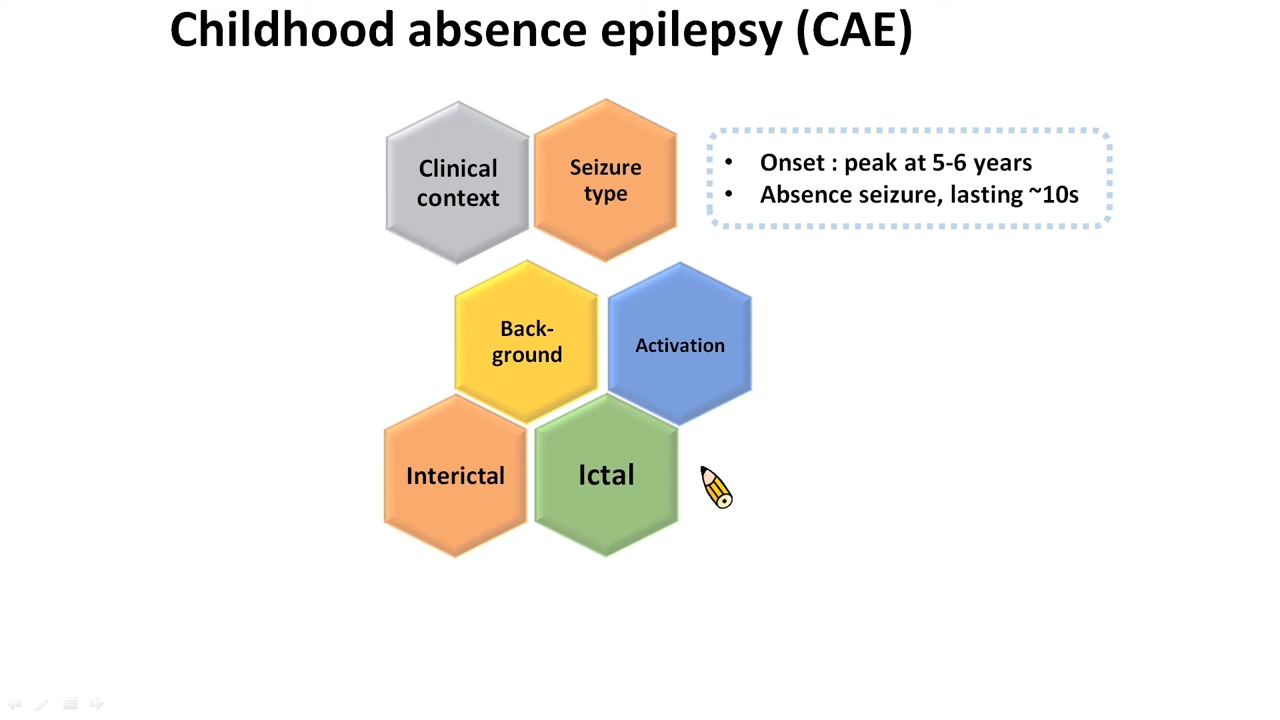 Childhood absence epilepsy (CAE)
Clinical
context
Seizure
type
• Onset : peak at 5-6 years
• Absence seizure, lasting ~10s
Back-
ground
Activation
Interictal
Ictal